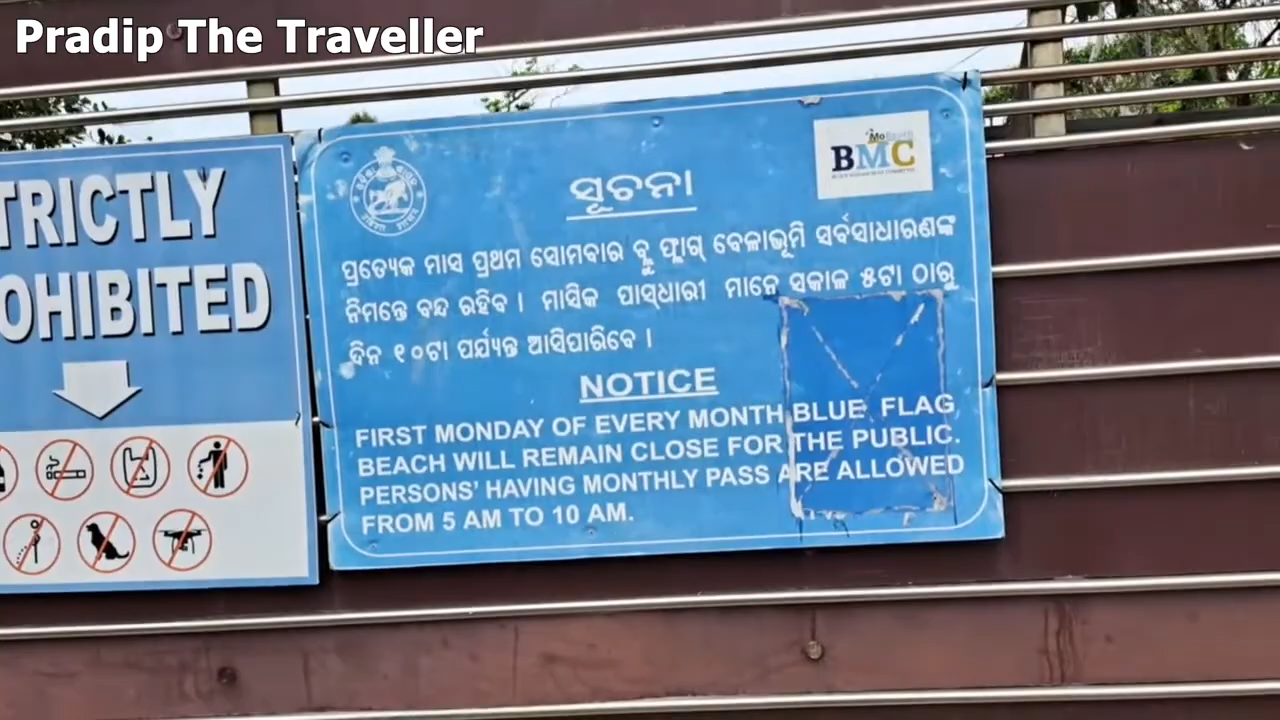 Pradip The Traveller
TRICTLY
OHIBITED
BMC
ସୂଚନା
ପ୍ରତ୍ୟେକ ମାସ ପ୍ରଥମ ସୋମବାର ବ୍ଲୁ ଫ୍ଲାଗ୍ ବେଳାଭୂମି ସର୍ବସାଧାରଣଙ୍କ
ନିମନ୍ତେ ବନ୍ଦ ରହିବ । ମାସିକ ପାସ୍‌ଧାରୀ ମାନେ ସକାଳ ୫ଟା ଠାରୁ
ଦିନ ୧୦ଟା ପର୍ଯ୍ୟନ୍ତ ଆସିପାରିବେ ।
NOTICE
FIRST MONDAY OF EVERY MONTH BLUE FLAG
BEACH WILL REMAIN CLOSE FOR THE PUBLIC.
PERSONS' HAVING MONTHLY PASS ARE ALLOWED
FROM 5 AM TO 10 AM.